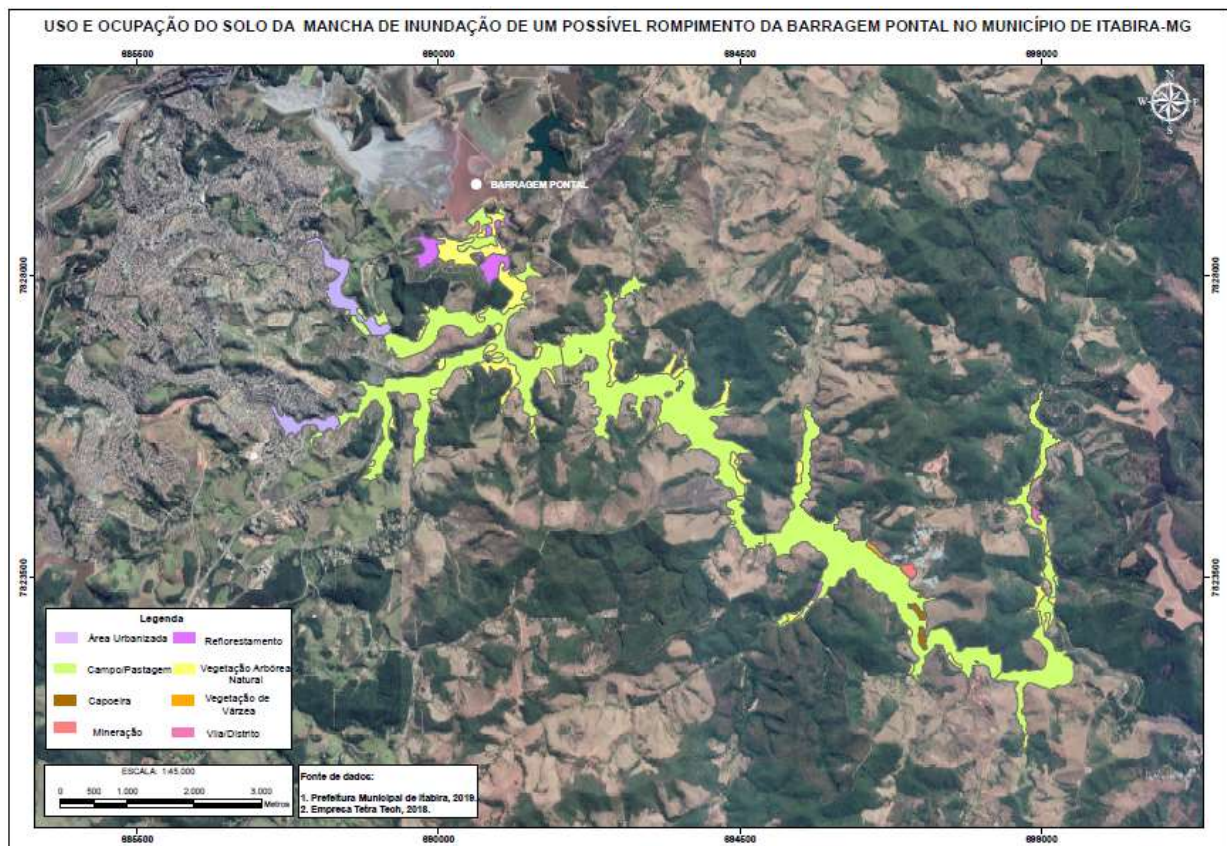 USO E OCUPAÇÃO DO SOLO DA MANCHA DE INUNDAÇÃO DE UM POSSÍVEL ROMPIMENTO DA BARRAGEM PONTAL NO MUNICÍPIO DE ITABIRA-MG
685500 690000 694500 699000
N
W E
S
BARRAGEM PONTAL
7828000 7828000
7823500 7823500
Legenda
Área Urbanizada
Reflorestamento
Campo/Pastagem
Vegetação Arbórea
Natural
Capoeira
Vegetação de
Várzea
Mineração
Vila/Distrito
ESCALA: 1:45.000
0 500 1.000 2.000 3.000
Metros
Fonte de dados:
1. Prefeitura Municipal de Itabira, 2019.
2. Empresa Tetra Tech, 2018.
685500 690000 694500 699000